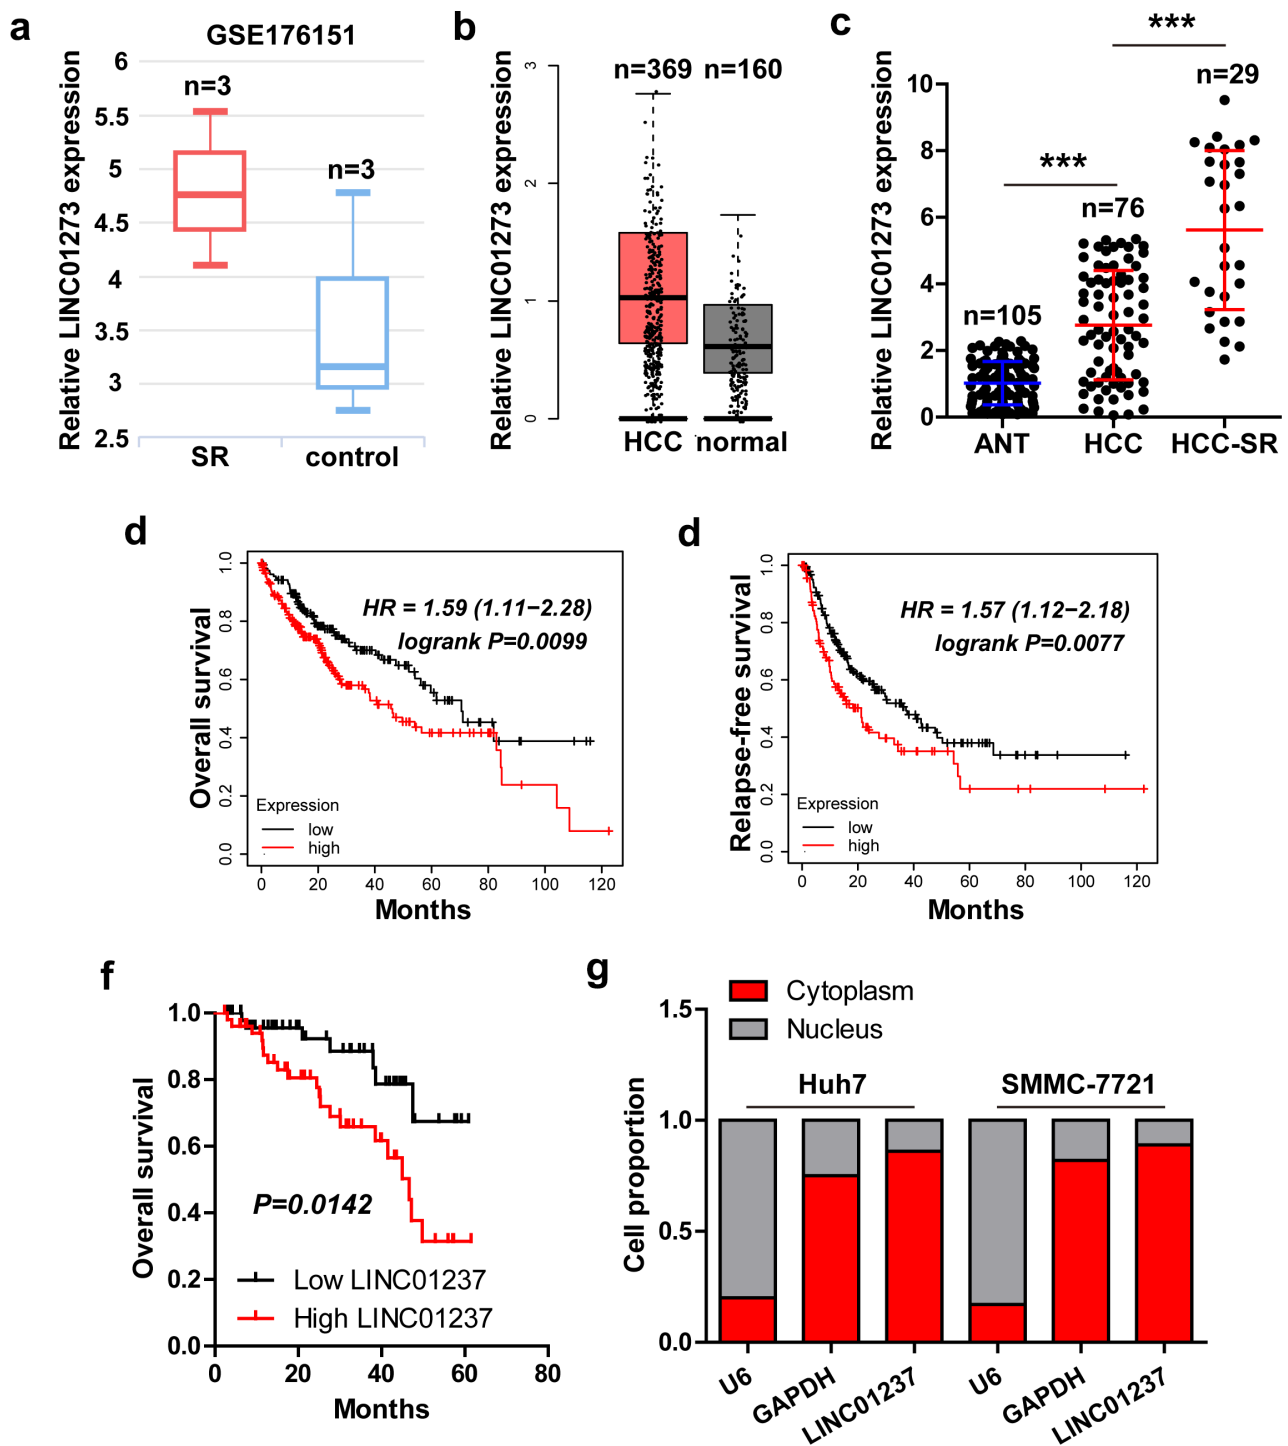 a
GSE176151
Relative LINC01273 expression
6
5.5
5
4.5
4
3.5
3
2.5
n=3
n=3
SR
control
b
Relative LINC01273 expression
3
2
1
0
n=369
n=160
HCC
normal
c
Relative LINC01273 expression
10
8
6
4
2
0
***
***
n=105
n=76
n=29
ANT
HCC
HCC-SR
d
Overall survival
1.0
0.8
0.6
0.4
0.2
0.0
HR = 1.59 (1.11−2.28)
logrank P=0.0099
Expression
low
high
0 20 40 60 80 100 120
Months
d
Relapse-free survival
1.0
0.8
0.6
0.4
0.2
0.0
HR = 1.57 (1.12−2.18)
logrank P=0.0077
Expression
low
high
0 20 40 60 80 100 120
Months
f
Overall survival
1.0
0.8
0.6
0.4
0.2
0.0
P=0.0142
Low LINC01237
High LINC01237
0 20 40 60 80
Months
g
Cytoplasm
Nucleus
Cell proportion
1.5
1.0
0.5
0.0
Huh7
SMMC-7721
U6
GAPDH
LINC01237
U6
GAPDH
LINC01237